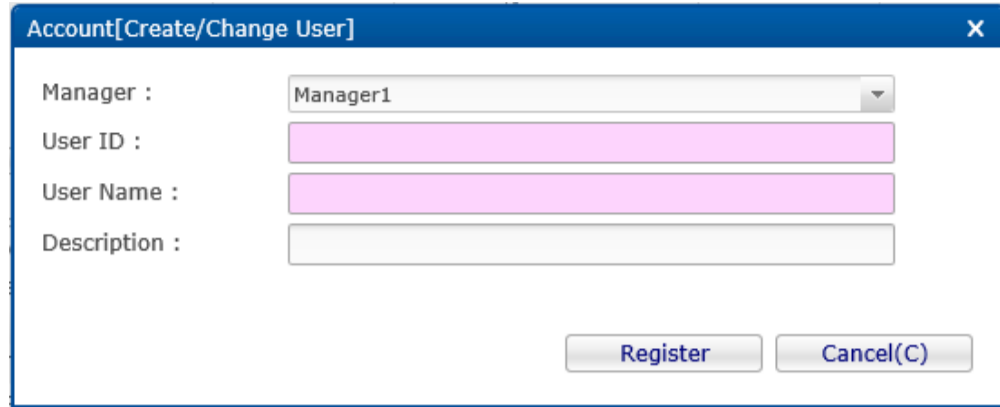 Account[Create/Change User]
Manager : Manager1
User ID :
User Name :
Description :
Register Cancel(C)